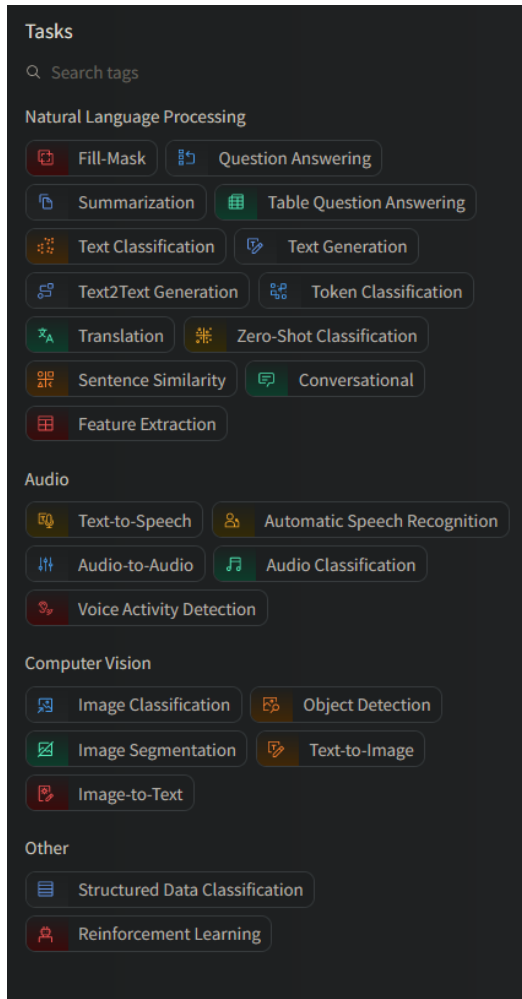 Tasks
Search tags
Natural Language Processing
Fill-Mask Question Answering
Summarization Table Question Answering
Text Classification Text Generation
Text2Text Generation Token Classification
Translation Zero-Shot Classification
Sentence Similarity Conversational
Feature Extraction
Audio
Text-to-Speech Automatic Speech Recognition
Audio-to-Audio Audio Classification
Voice Activity Detection
Computer Vision
Image Classification Object Detection
Image Segmentation Text-to-Image
Image-to-Text
Other
Structured Data Classification
Reinforcement Learning